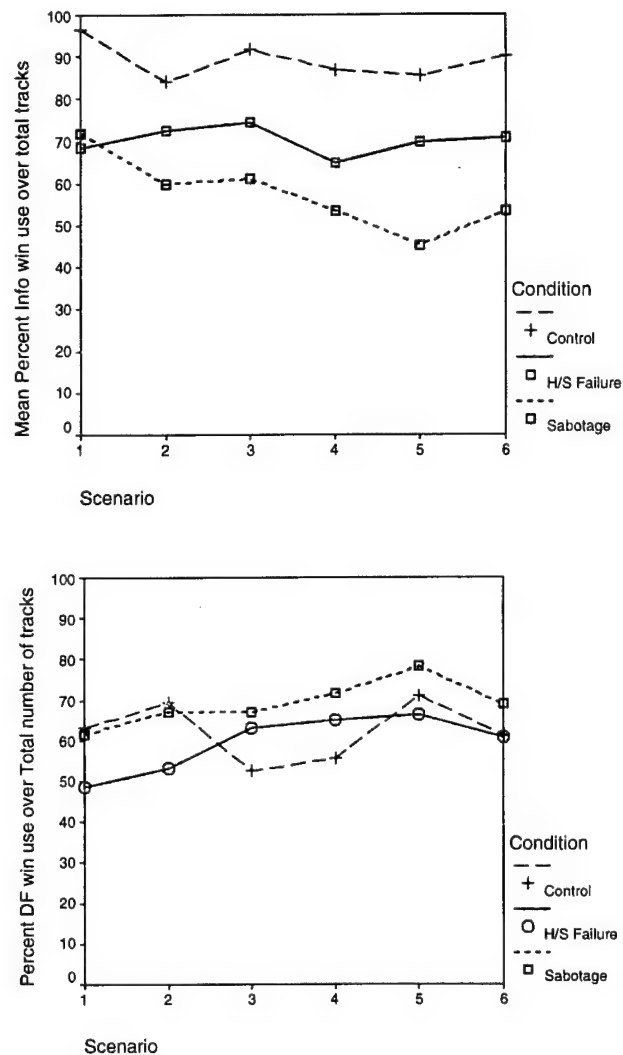 Mean Percent Info win use over total tracks
100
90
80
70
60
50
40
30
20
10
0
1 2 3 4 5 6
Scenario
Condition
Control
H/S Failure
Sabotage
Percent DF win use over Total number of tracks
100
90
80
70
60
50
40
30
20
10
0
1 2 3 4 5 6
Scenario
Condition
Control
H/S Failure
Sabotage